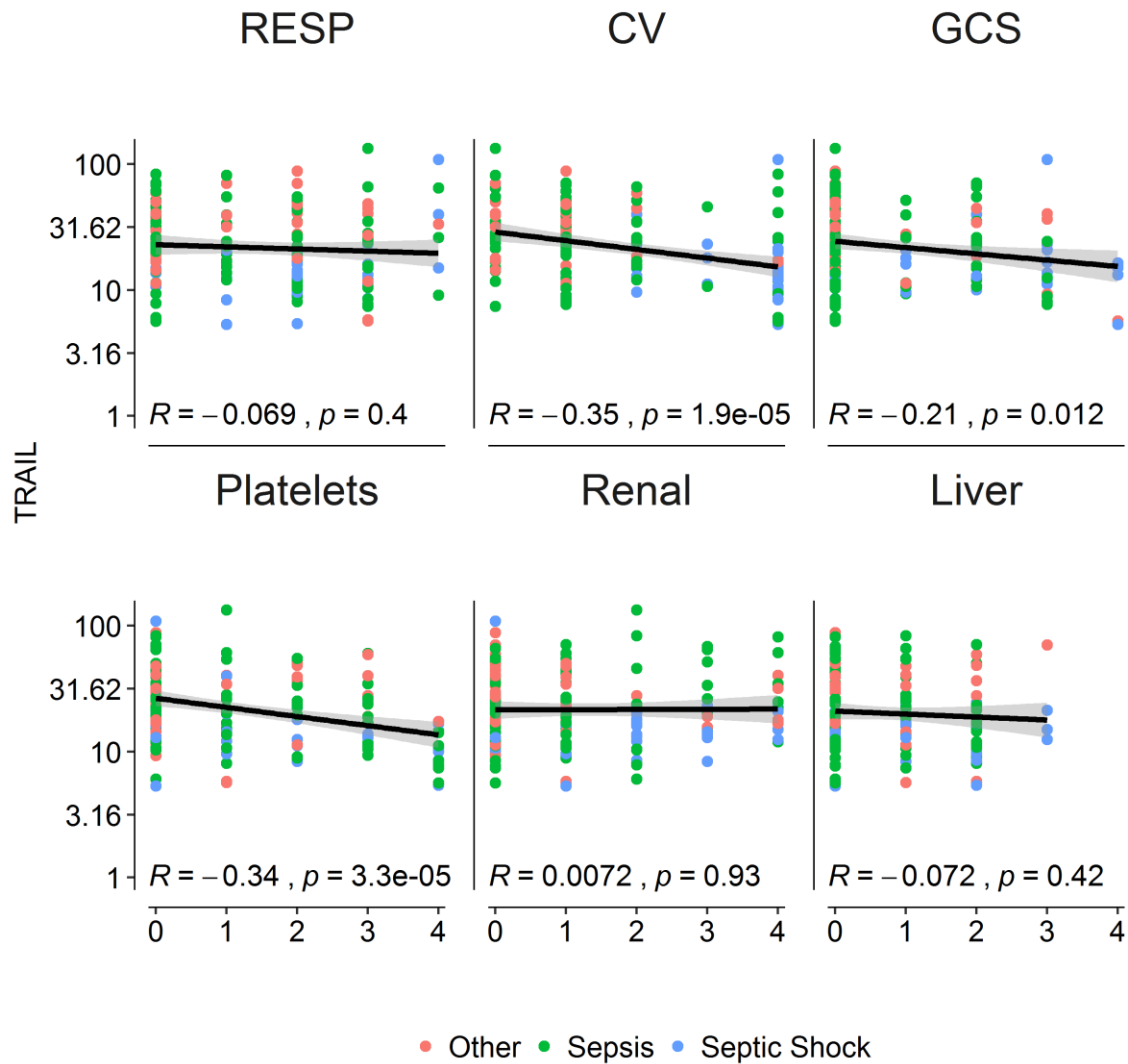 RESP CV GCS
100
31.62
10
3.16
1
R = −0.069 , p = 0.4 R = −0.35 , p = 1.9e-05 R = −0.21 , p = 0.012
TRAIL
Platelets Renal Liver
100
31.62
10
3.16
1
R = −0.34 , p = 3.3e-05 R = 0.0072 , p = 0.93 R = −0.072 , p = 0.42
0 1 2 3 4 0 1 2 3 4 0 1 2 3 4
Other Sepsis Septic Shock